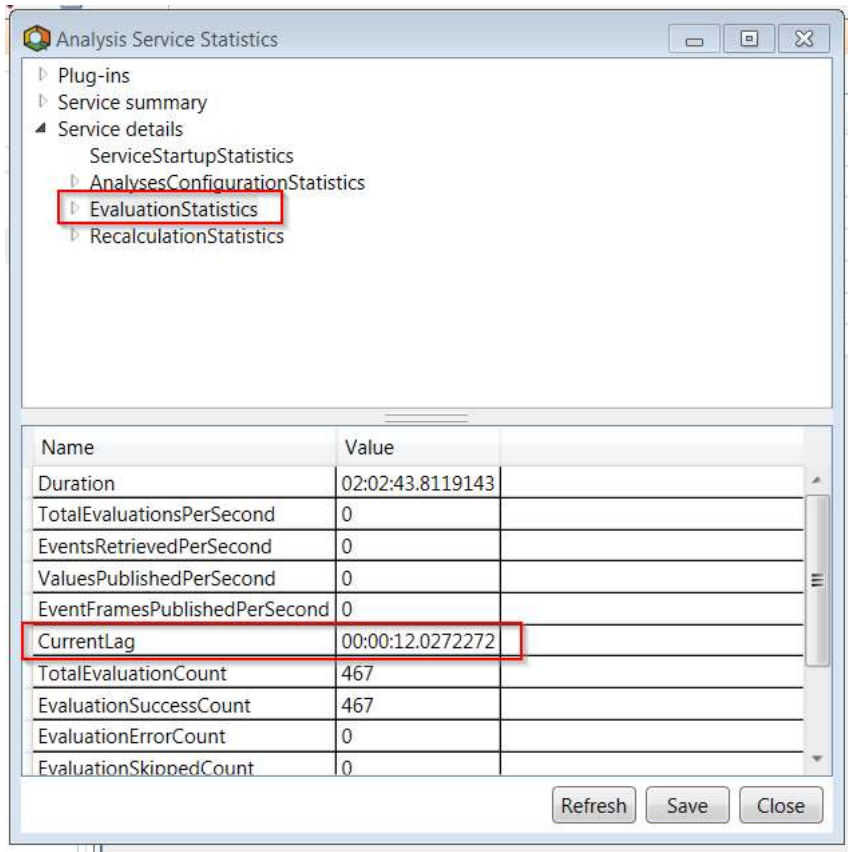 Analysis Service Statistics
Plug-ins
Service summary
Service details
ServiceStartupStatistics
AnalysesConfigurationStatistics
EvaluationStatistics
RecalculationStatistics
Name Value
Duration 02:02:43.8119143
TotalEvaluationsPerSecond 0
EventsRetrievedPerSecond 0
ValuesPublishedPerSecond 0
EventFramesPublishedPerSecond 0
CurrentLag 00:00:12.0272272
TotalEvaluationCount 467
EvaluationSuccessCount 467
EvaluationErrorCount 0
EvaluationSkippedCount 0
Refresh Save Close